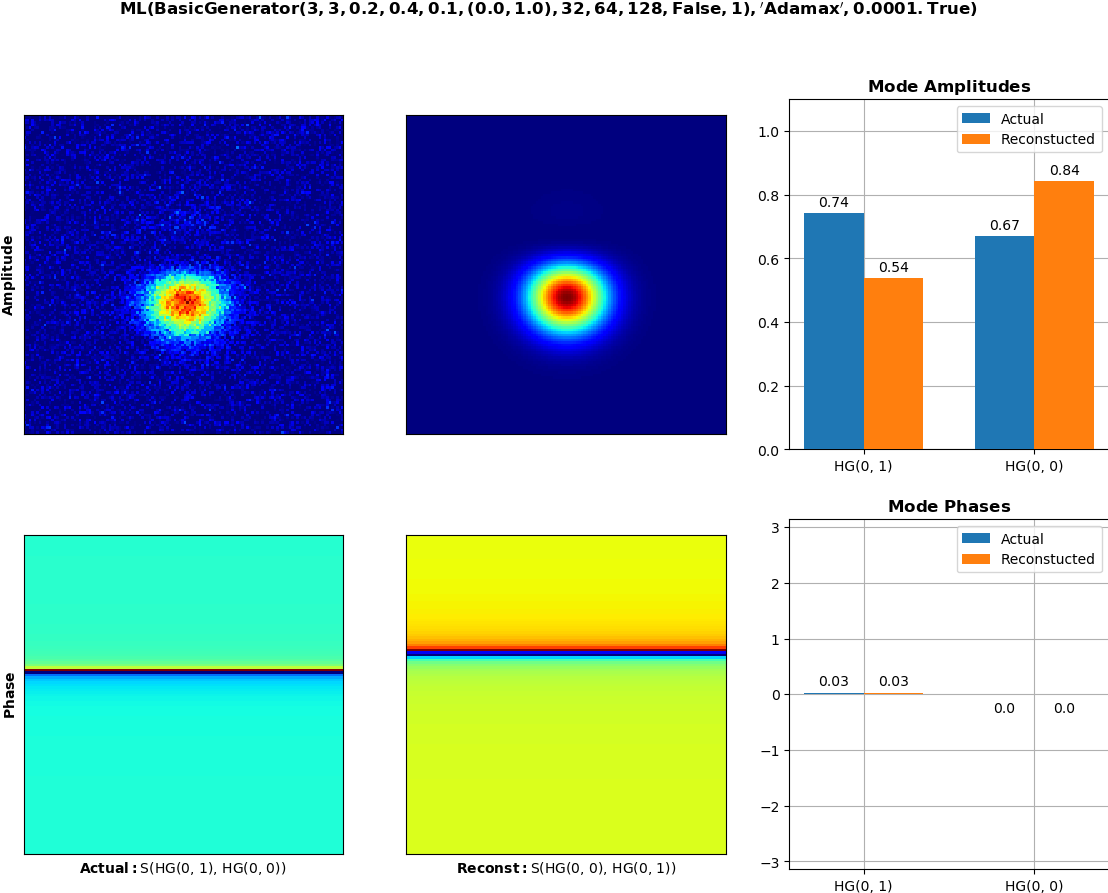 ML(BasicGenerator(3, 3, 0.2, 0.4, 0.1, (0.0, 1.0), 32, 64, 128, False, 1), ′Adamax′, 0.0001. True)
Amplitude
Mode Amplitudes
Actual
Reconstucted
1.0
0.8
0.6
0.4
0.2
0.0
0.74
0.54
0.67
0.84
HG(0, 1)
HG(0, 0)
Phase
Actual: S(HG(0, 1), HG(0, 0))
Reconst: S(HG(0, 0), HG(0, 1))
Mode Phases
Actual
Reconstucted
3
2
1
0
−1
−2
−3
0.03
0.03
0.0
0.0
HG(0, 1)
HG(0, 0)